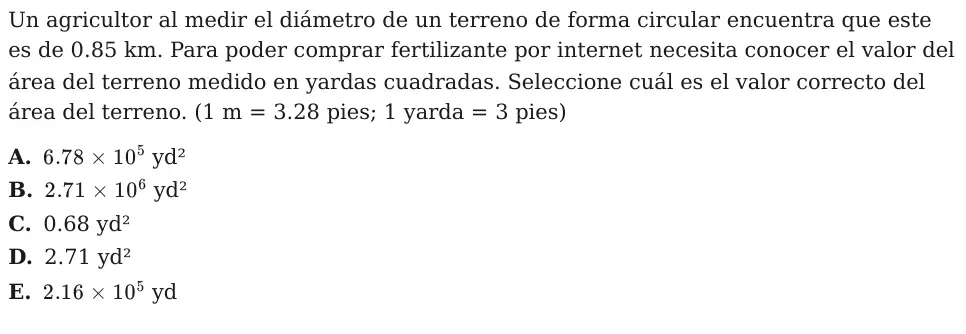 Un agricultor al medir el diámetro de un terreno de forma circular encuentra que este
es de 0.85 km. Para poder comprar fertilizante por internet necesita conocer el valor del
área del terreno medido en yardas cuadradas. Seleccione cuál es el valor correcto del
área del terreno. (1 m = 3.28 pies; 1 yarda = 3 pies)
A. 6.78 × 10⁵ yd²
B. 2.71 × 10⁶ yd²
C. 0.68 yd²
D. 2.71 yd²
E. 2.16 × 10⁵ yd